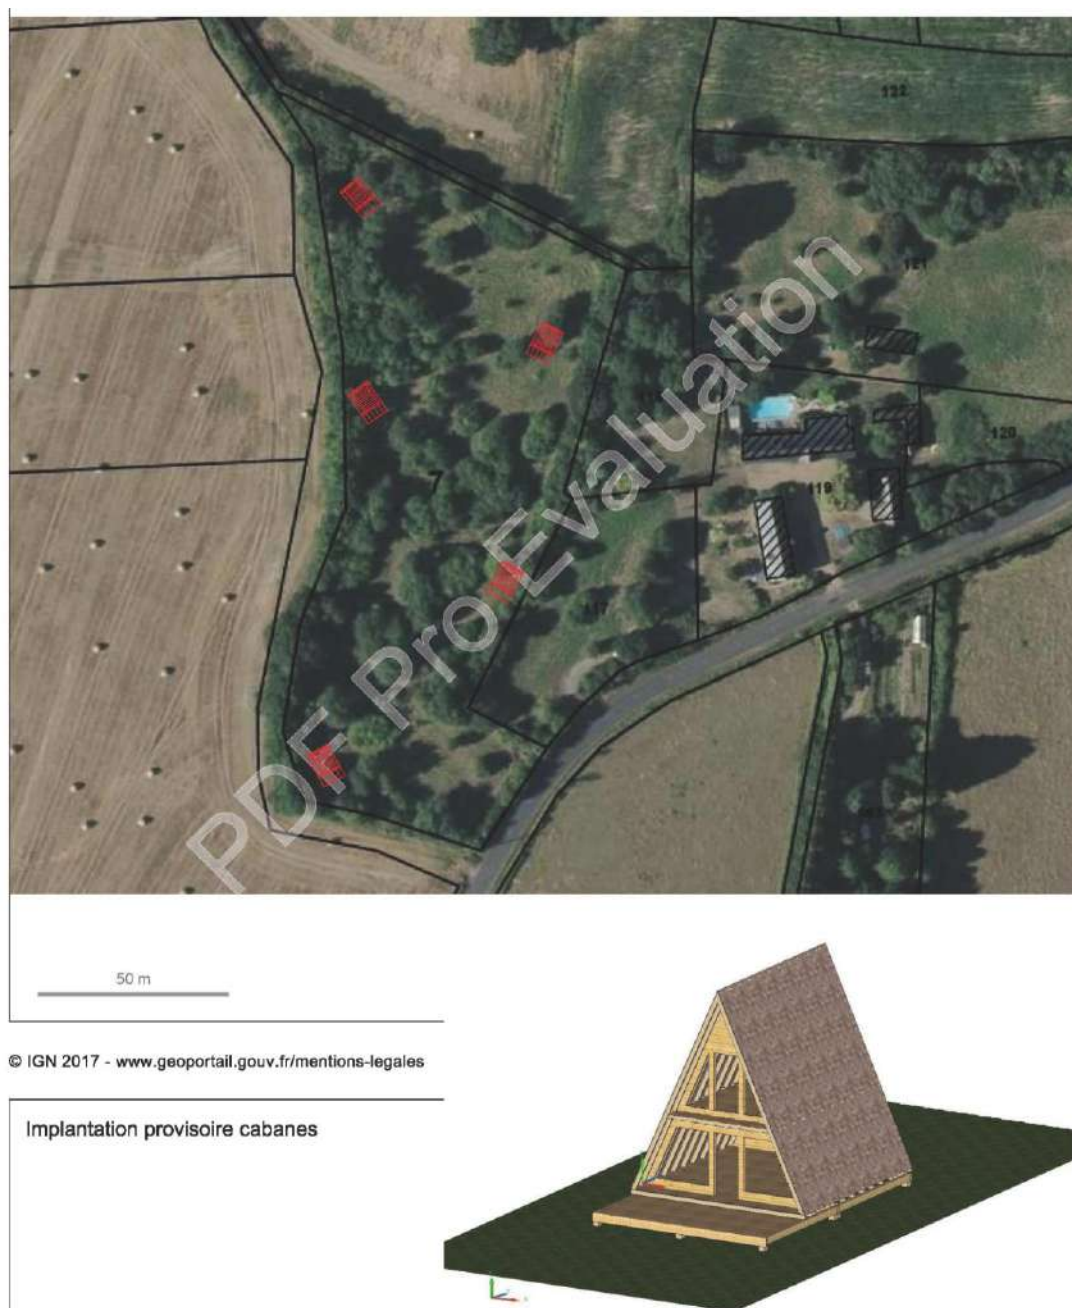 122
121
7
119
120
117
PDF Pro Evaluation
50 m
© IGN 2017 - www.geoportail.gouv.fr/mentions-legales
Implantation provisoire cabanes